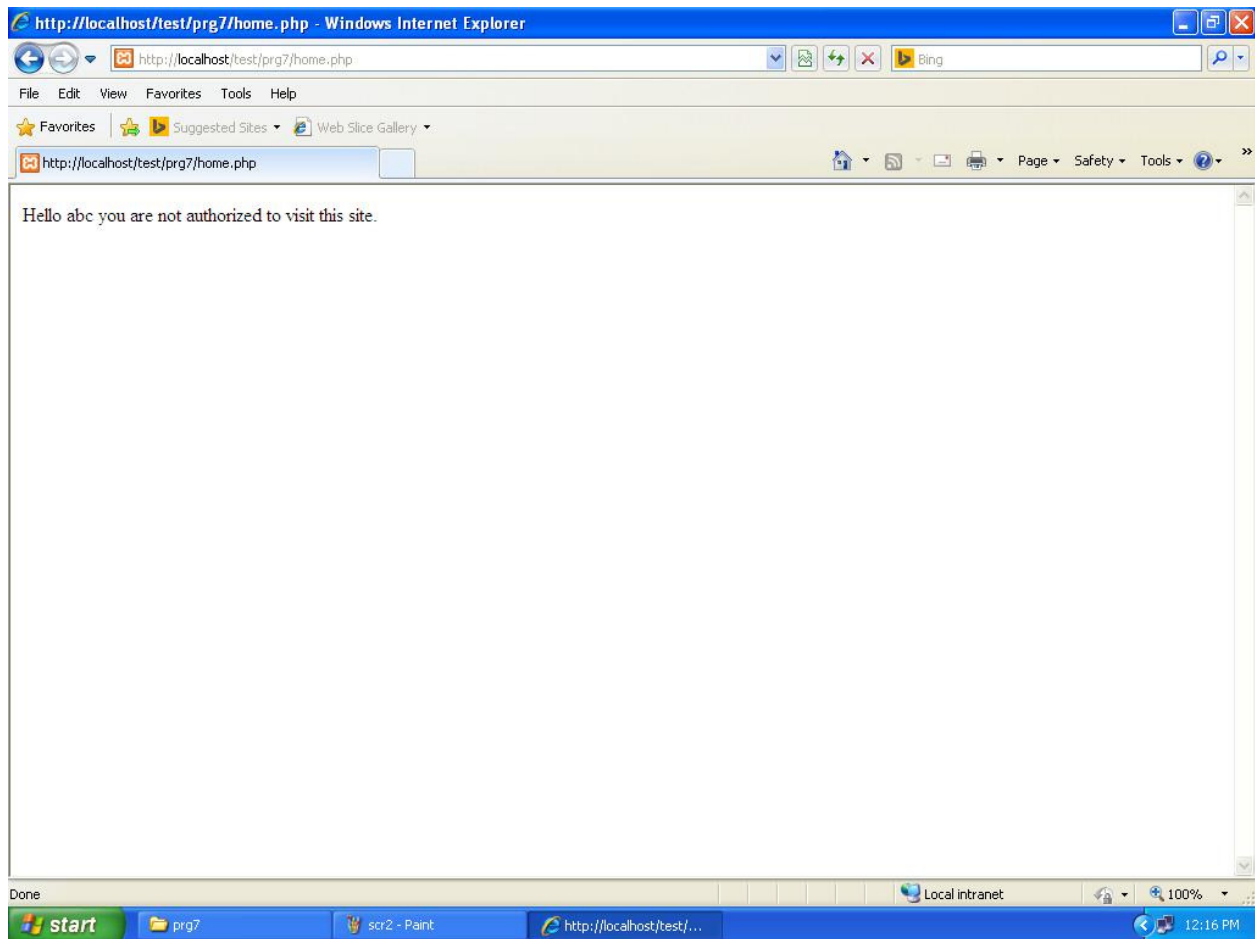 http://localhost/test/prg7/home.php - Windows Internet Explorer
http://localhost/test/prg7/home.php Bing
File Edit View Favorites Tools Help
Favorites Suggested Sites Web Slice Gallery
http://localhost/test/prg7/home.php Page Safety Tools »
Hello abc you are not authorized to visit this site.
Done Local intranet 100%
start prg7 scr2 - Paint http://localhost/test/... 12:16 PM